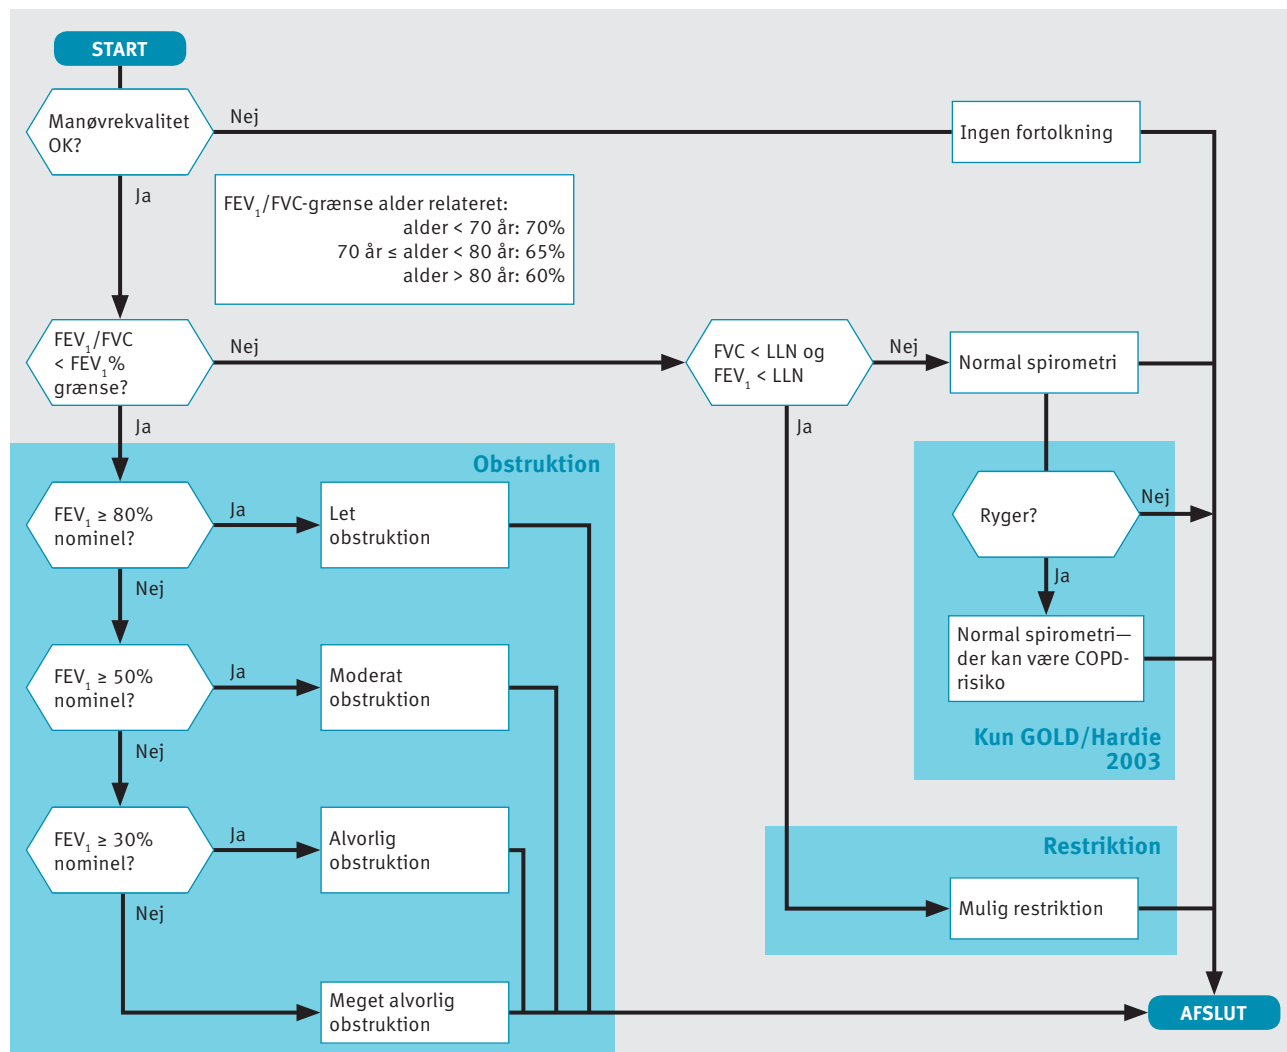 START
Manøvrekvalitet
OK?
Nej
Ingen fortolkning
Ja
FEV₁/FVC-grænse alder relateret:
alder < 70 år: 70%
70 år ≤ alder < 80 år: 65%
alder > 80 år: 60%
FEV₁/FVC
< FEV₁%
grænse?
Nej
FVC < LLN og
FEV₁ < LLN
Nej
Normal spirometri
Ja
Ja
Obstruktion
FEV₁ ≥ 80%
nominel?
Ja
Let
obstruktion
Nej
Ryger?
Nej
Ja
Normal spirometri—
der kan være COPD-
risiko
Kun GOLD/Hardie
2003
FEV₁ ≥ 50%
nominel?
Ja
Moderat
obstruktion
Nej
FEV₁ ≥ 30%
nominel?
Ja
Alvorlig
obstruktion
Nej
Restriktion
Mulig restriktion
Meget alvorlig
obstruktion
AFSLUT